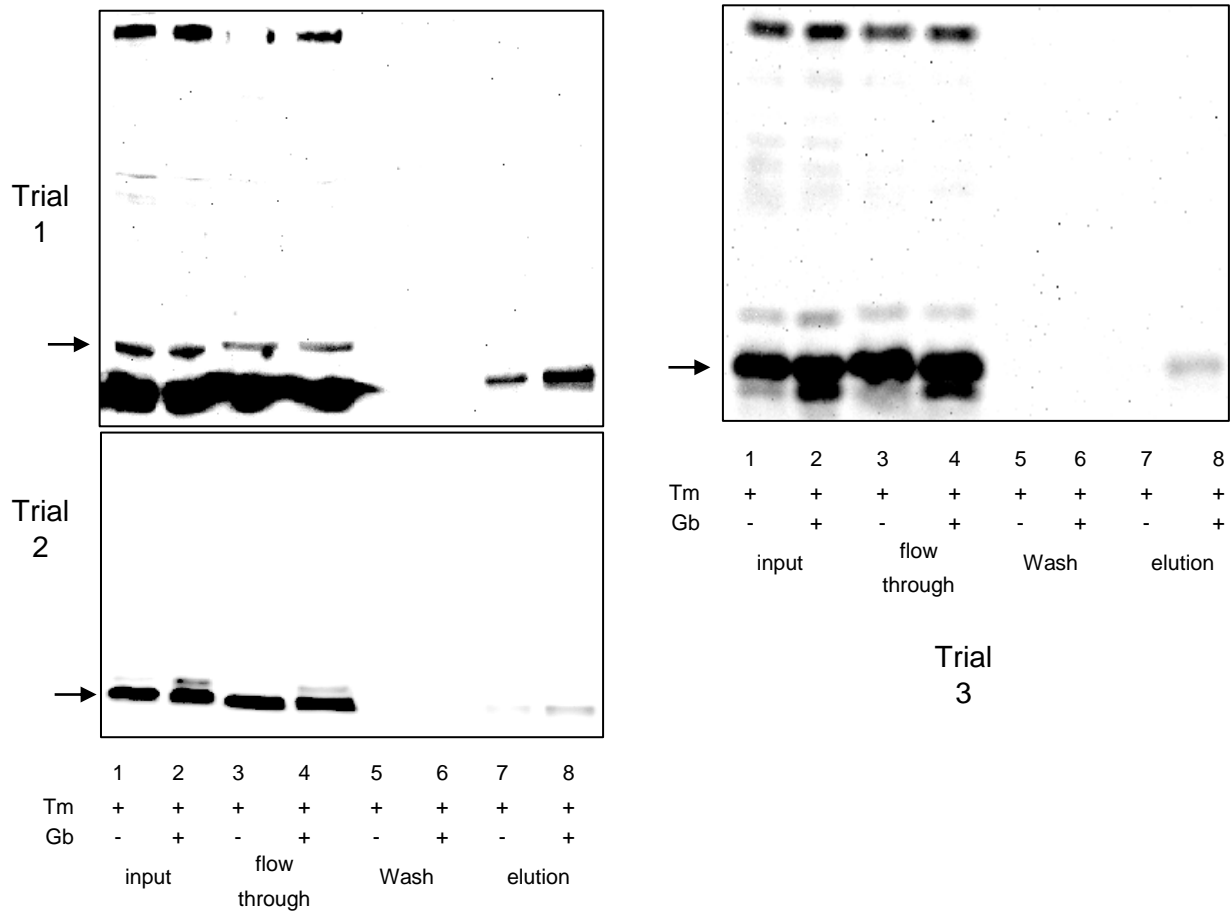 Trial
1
Trial
2
1 2 3 4 5 6 7 8
Tm + + + + + + + +
Gb - + - + - + - +
input flow through Wash elution
1 2 3 4 5 6 7 8
Tm + + + + + + + +
Gb - + - + - + - +
input flow through Wash elution
Trial
3